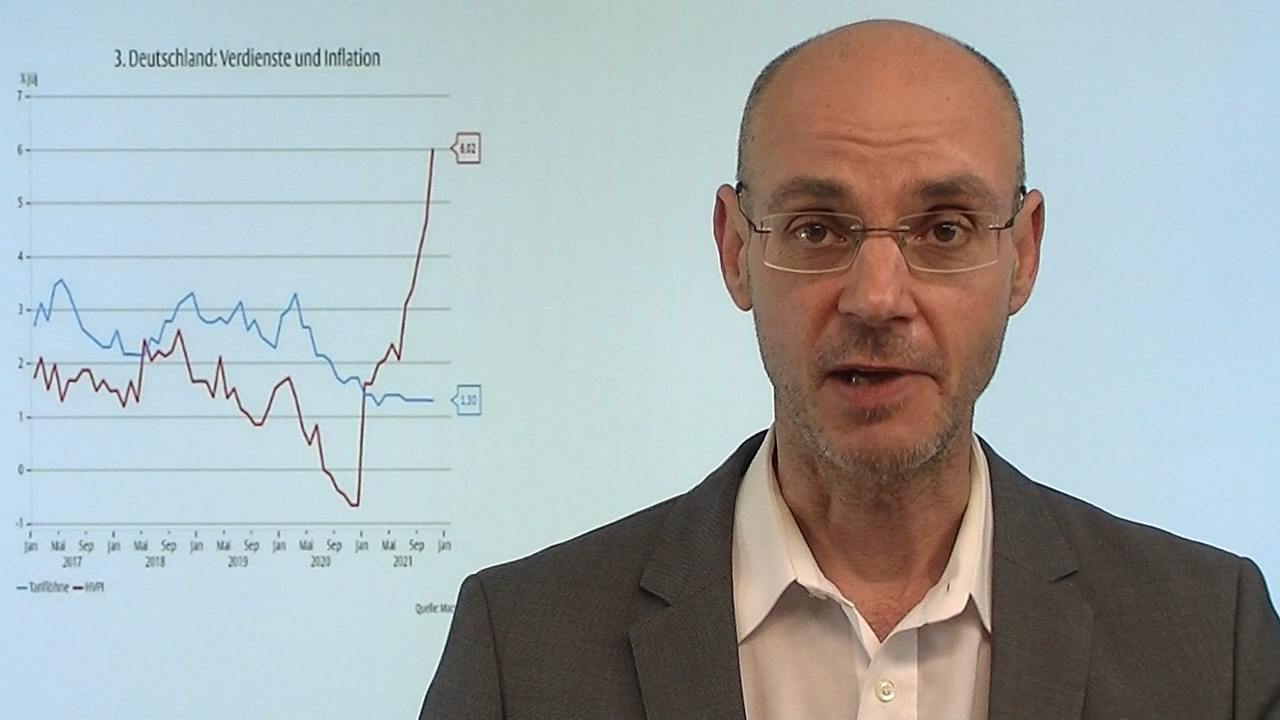 3. Deutschland: Verdienste und Inflation
% JüJ
7
6
6.02
5
4
3
2
1.30
1
0
-1
Jan Mai Sep Jan Mai Sep Jan Mai Sep Jan Mai Sep Jan Mai Sep Jan
2017 2018 2019 2020 2021
Tariflöhne HVPI
Quelle: